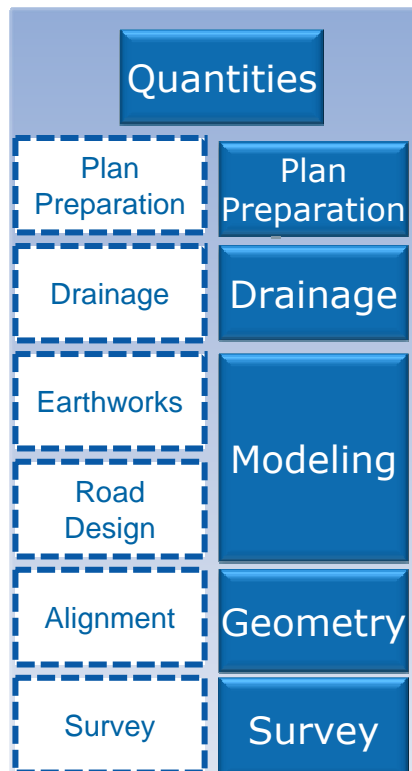 Quantities
Plan
Preparation
Plan
Preparation
Drainage
Drainage
Earthworks
Modeling
Road
Design
Alignment
Geometry
Survey
Survey